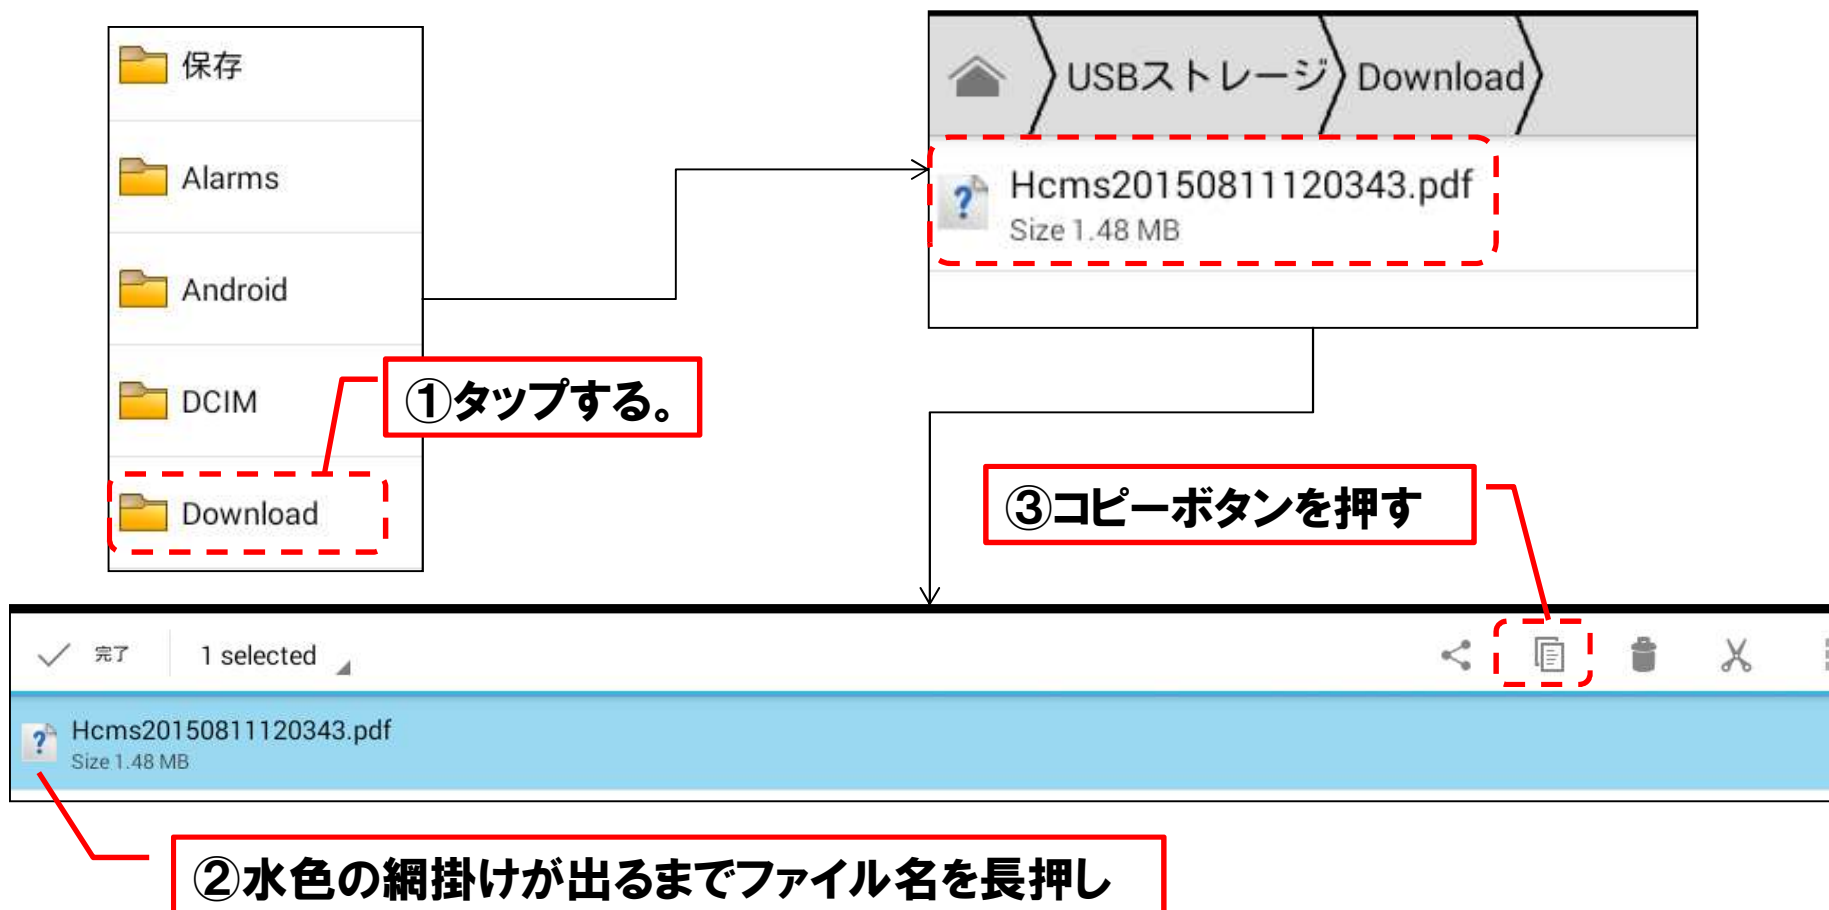 保存
Alarms
Android
DCIM
Download
①タップする。
USBストレージ Download
Hcms20150811120343.pdf
Size 1.48 MB
③コピーボタンを押す
完了 1 selected
Hcms20150811120343.pdf
Size 1.48 MB
②水色の網掛けが出るまでファイル名を長押し